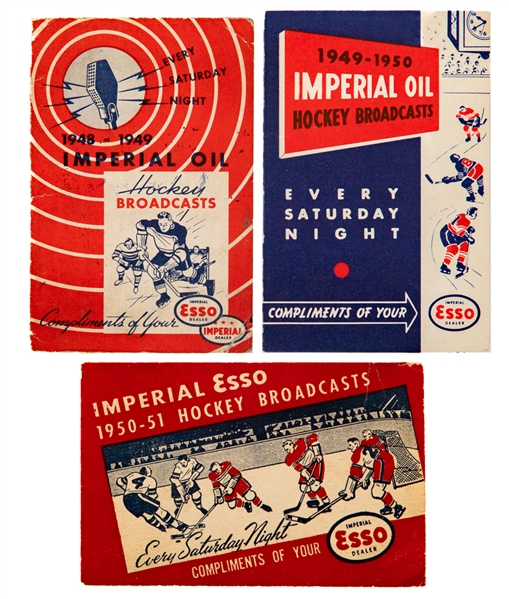 EVERY
SATURDAY
NIGHT
1948 - 1949
IMPERIAL OIL
Hockey
BROADCASTS
Compliments of Your
IMPERIAL
Esso
DEALER
IMPERIAL
DEALER
1949-1950
IMPERIAL OIL
HOCKEY BROADCASTS
EVERY
SATURDAY
NIGHT
COMPLIMENTS OF YOUR
IMPERIAL
Esso
DEALER
IMPERIAL Esso
1950-51 HOCKEY BROADCASTS
Every Saturday Night
COMPLIMENTS OF YOUR
IMPERIAL
Esso
DEALER